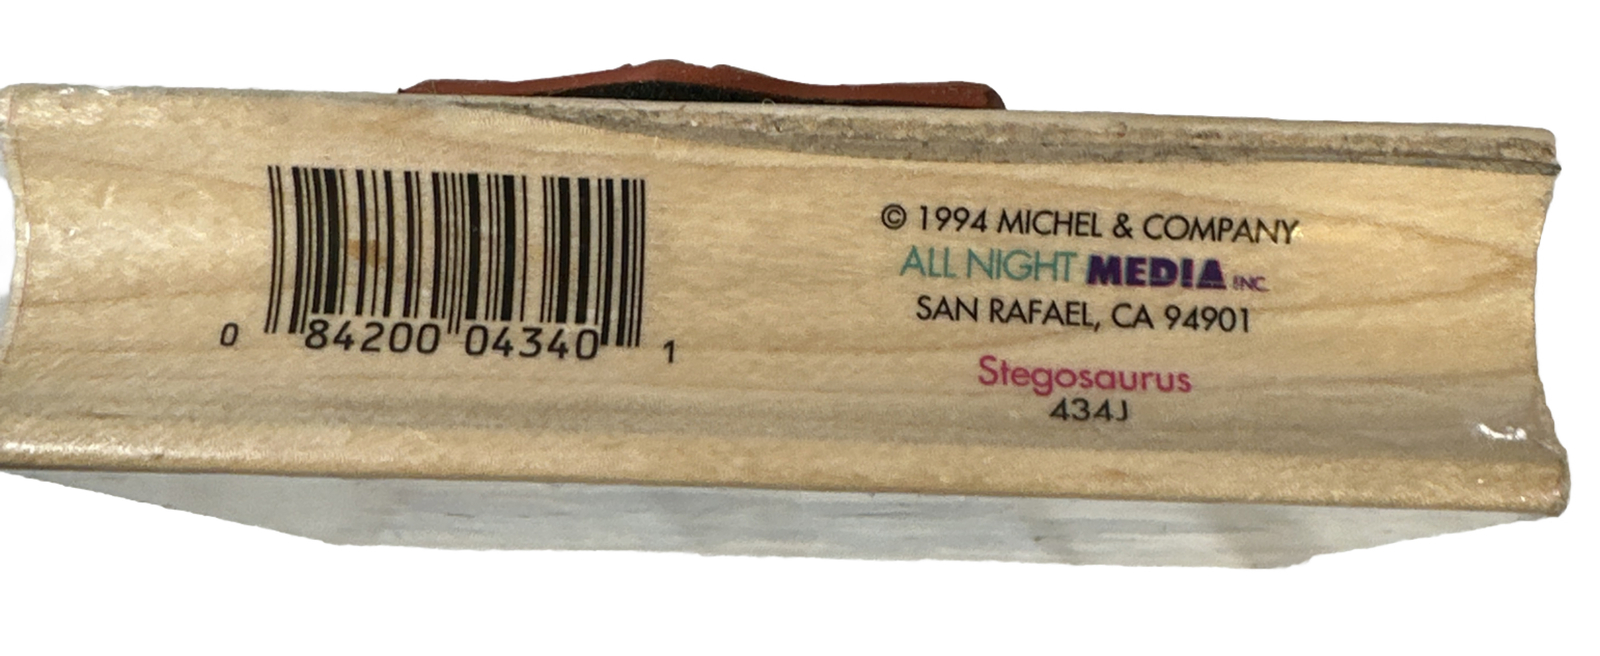 0 84200 04340 1
© 1994 MICHEL & COMPANY
ALL NIGHT MEDIA INC.
SAN RAFAEL, CA 94901
Stegosaurus
434J